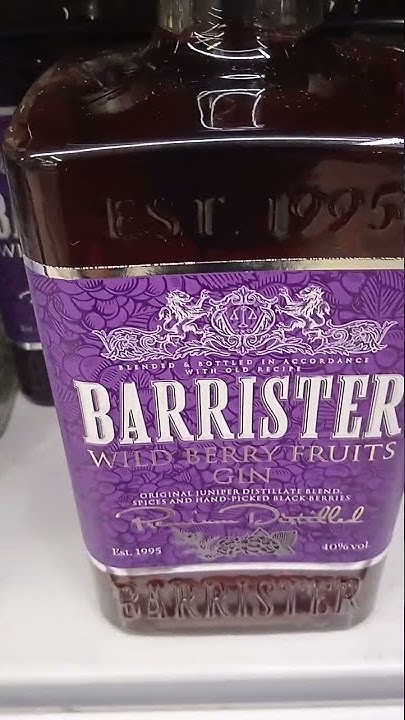 EST. 1995
BLENDED & BOTTLED IN ACCORDANCE
WITH OLD RECIPE
BARRISTER
WILD BERRY FRUITS
GIN
ORIGINAL JUNIPER DISTILLATE BLEND,
SPICES AND HAND-PICKED BLACK BERRIES
Premium Distilled
Est. 1995
40% vol.
BARRISTER